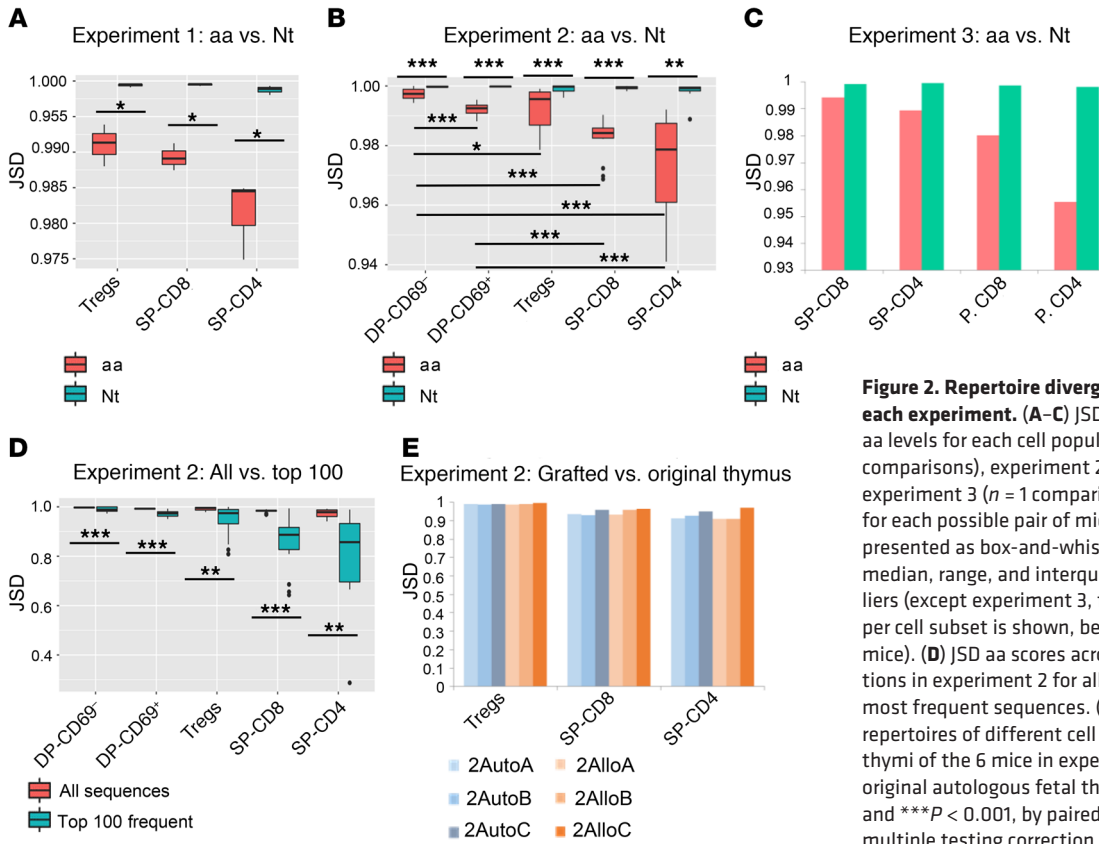 A
Experiment 1: aa vs. Nt
JSD
1.000
0.955
0.990
0.985
0.980
0.975
*
*
*
Tregs
SP-CD8
SP-CD4
aa
Nt
B
Experiment 2: aa vs. Nt
JSD
1.00
0.98
0.96
0.94
*** *** *** *** **
***
*
***
***
***
***
DP-CD69⁻
DP-CD69⁺
Tregs
SP-CD8
SP-CD4
aa
Nt
C
Experiment 3: aa vs. Nt
JSD
1
0.99
0.98
0.97
0.96
0.95
0.94
0.93
SP-CD8
SP-CD4
P. CD8
P. CD4
aa
Nt
Figure 2. Repertoire diverg
each experiment. (A–C) JSD
aa levels for each cell popul
comparisons), experiment 2
experiment 3 (n = 1 compari
for each possible pair of mic
presented as box-and-whis
median, range, and interqu
liers (except experiment 3,
per cell subset is shown, be
mice). (D) JSD aa scores acr
tions in experiment 2 for all
most frequent sequences. (
repertoires of different cell
thymi of the 6 mice in expe
original autologous fetal th
and ***P < 0.001, by paired
multiple testing correction
D
Experiment 2: All vs. top 100
JSD
1.0
0.8
0.6
0.4
***
***
**
***
**
DP-CD69⁻
DP-CD69⁺
Tregs
SP-CD8
SP-CD4
All sequences
Top 100 frequent
E
Experiment 2: Grafted vs. original thymus
JSD
1
0.9
0.8
0.7
0.6
0.5
0.4
0.3
0.2
0.1
0
Tregs
SP-CD8
SP-CD4
2AutoA 2AlloA
2AutoB 2AlloB
2AutoC 2AlloC